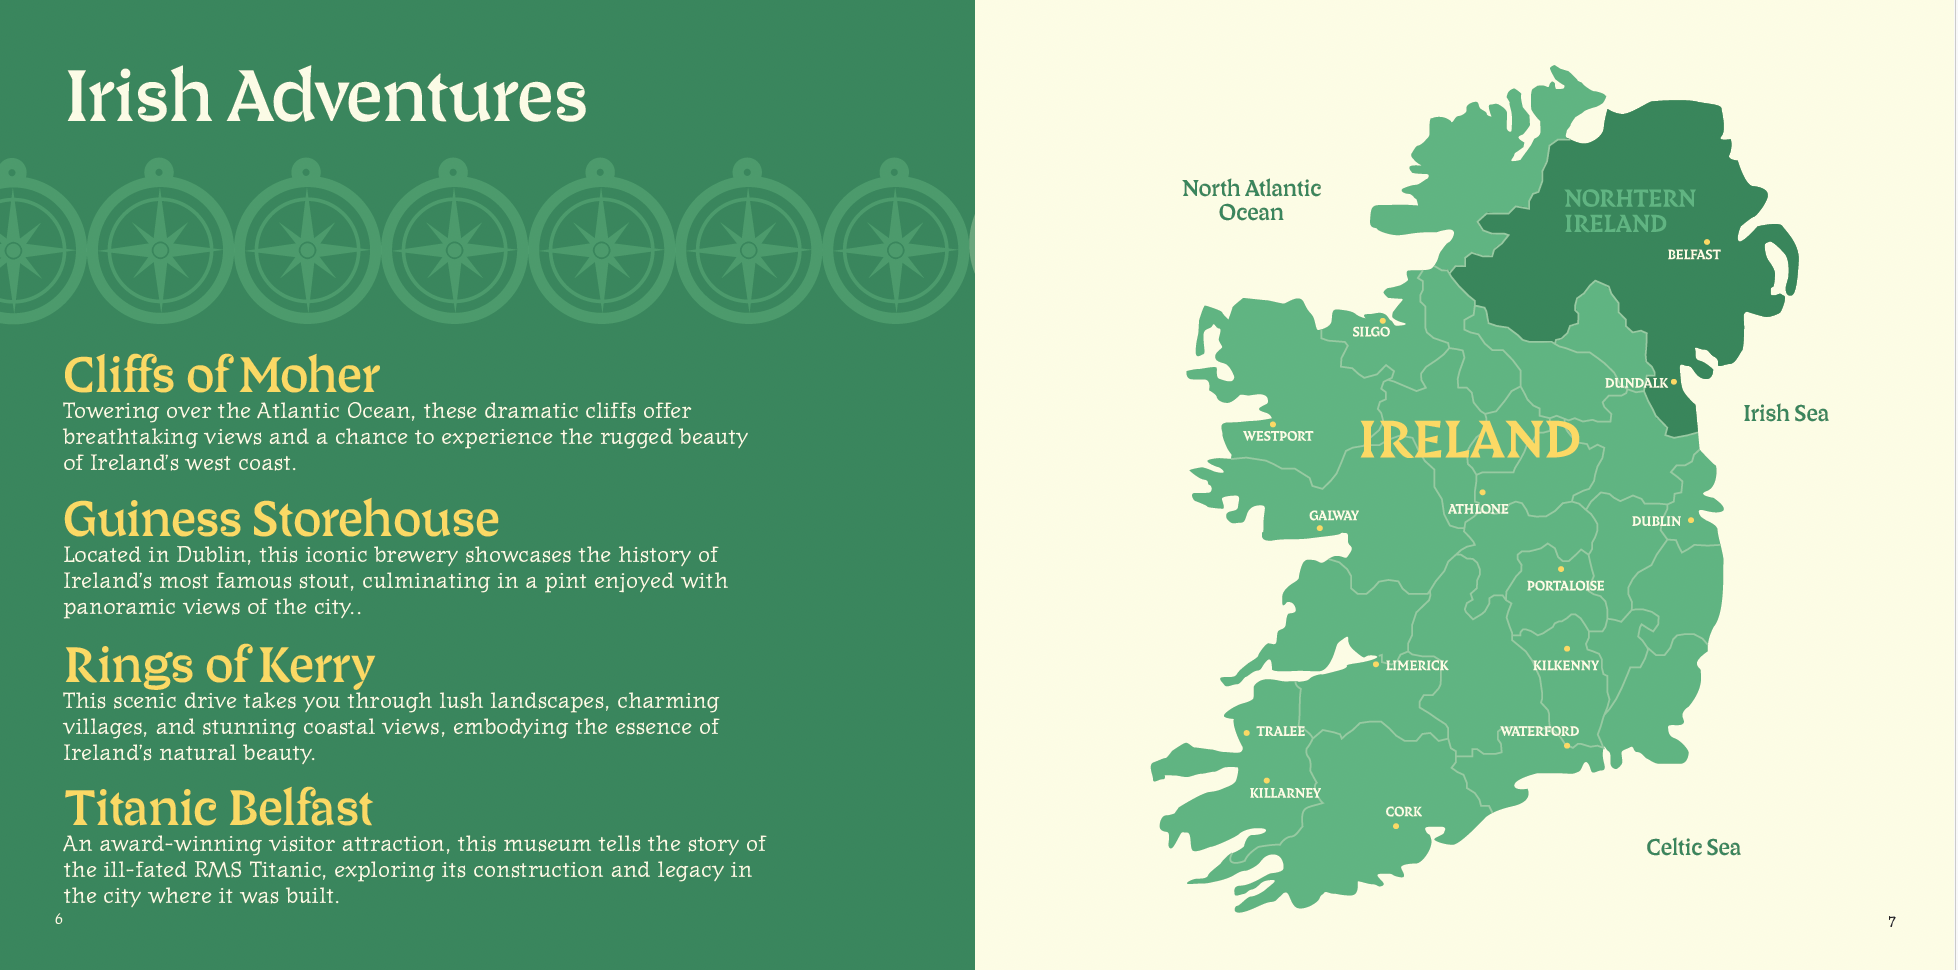 Irish Adventures
Cliffs of Moher
Towering over the Atlantic Ocean, these dramatic cliffs offer
breathtaking views and a chance to experience the rugged beauty
of Ireland's west coast.
Guiness Storehouse
Located in Dublin, this iconic brewery showcases the history of
Ireland's most famous stout, culminating in a pint enjoyed with
panoramic views of the city..
Rings of Kerry
This scenic drive takes you through lush landscapes, charming
villages, and stunning coastal views, embodying the essence of
Ireland's natural beauty.
Titanic Belfast
An award-winning visitor attraction, this museum tells the story of
the ill-fated RMS Titanic, exploring its construction and legacy in
the city where it was built.
6
North Atlantic
Ocean
NORHTERN
IRELAND
BELFAST
SILGO
DUNDALK
Irish Sea
WESTPORT
IRELAND
ATHLONE
GALWAY
DUBLIN
PORTALOISE
LIMERICK
KILKENNY
TRALEE
WATERFORD
KILLARNEY
CORK
Celtic Sea
7